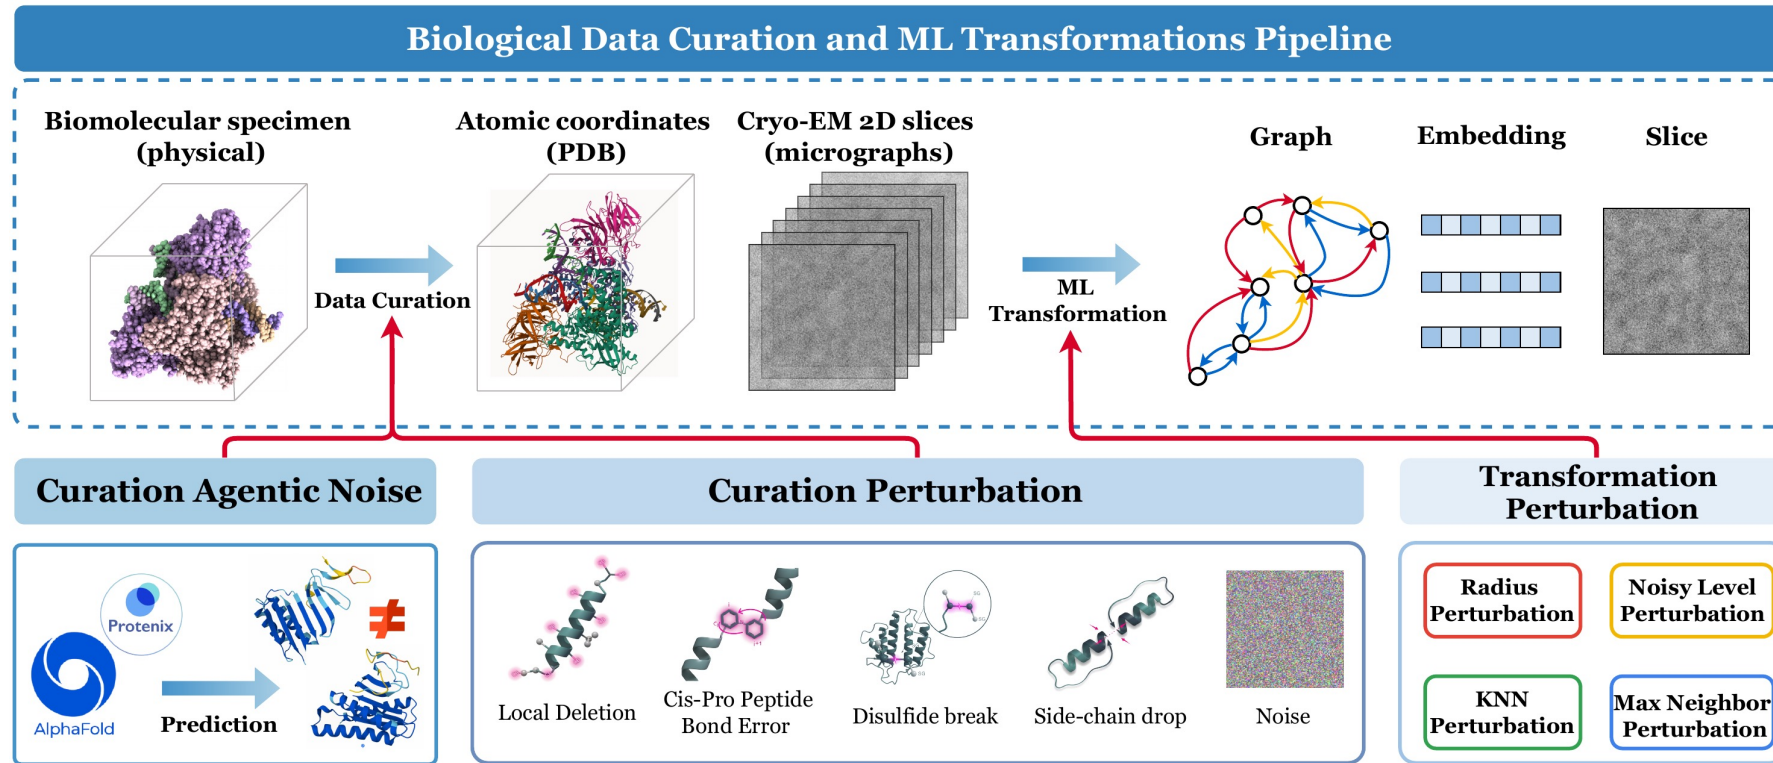 Biological Data Curation and ML Transformations Pipeline
Biomolecular specimen
(physical)
Atomic coordinates
(PDB)
Cryo-EM 2D slices
(micrographs)
Graph
Embedding
Slice
Data Curation
ML
Transformation
Curation Agentic Noise
Curation Perturbation
Transformation
Perturbation
Protenix
AlphaFold
Prediction
≠
Local Deletion
Cis-Pro Peptide
Bond Error
Disulfide break
Side-chain drop
Noise
Radius
Perturbation
Noisy Level
Perturbation
KNN
Perturbation
Max Neighbor
Perturbation